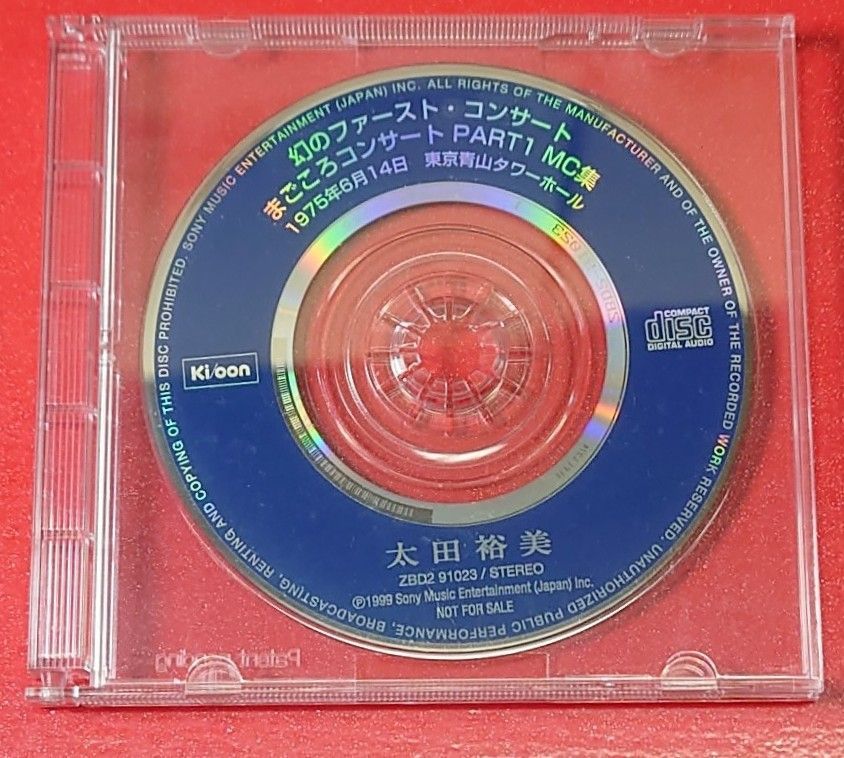 幻のファースト・コンサート
まごころコンサート PART1 MC集
1975年6月14日 東京青山タワーホール
Ki/oon
COMPACT
disc
DIGITAL AUDIO
太田裕美
ZBD2 91023 / STEREO
Ⓟ1999 Sony Music Entertainment (Japan) Inc.
NOT FOR SALE
SONY MUSIC ENTERTAINMENT (JAPAN) INC. ALL RIGHTS OF THE MANUFACTURER AND OF THE OWNER OF THE RECORDED WORK RESERVED. UNAUTHORIZED PUBLIC PERFORMANCE, BROADCASTING, RENTING AND COPYING OF THIS DISC PROHIBITED.
Patent pending